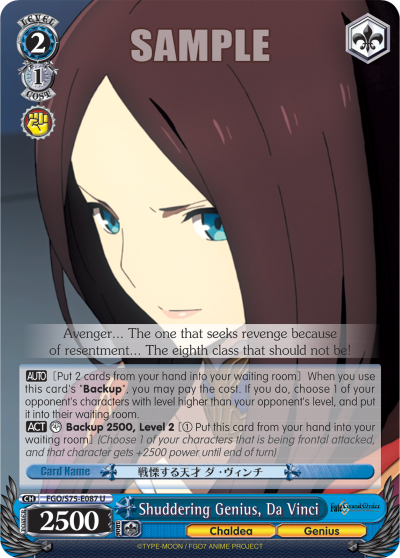 LEVEL
2
1
COST
SAMPLE
Avenger... The one that seeks revenge because
of resentment... The eighth class that should not be!
AUTO [Put 2 cards from your hand into your waiting room] When you use
this card's "Backup", you may pay the cost. If you do, choose 1 of your
opponent's characters with level higher than your opponent's level, and put
it into their waiting room.
ACT Backup 2500, Level 2 [① Put this card from your hand into your
waiting room] (Choose 1 of your characters that is being frontal attacked,
and that character gets +2500 power until end of turn)
Card Name 戦慄する天才 ダ・ヴィンチ
CH FGO/S75-E087 U
2500
Shuddering Genius, Da Vinci
Chaldea Genius
©TYPE-MOON / FGO7 ANIME PROJECT